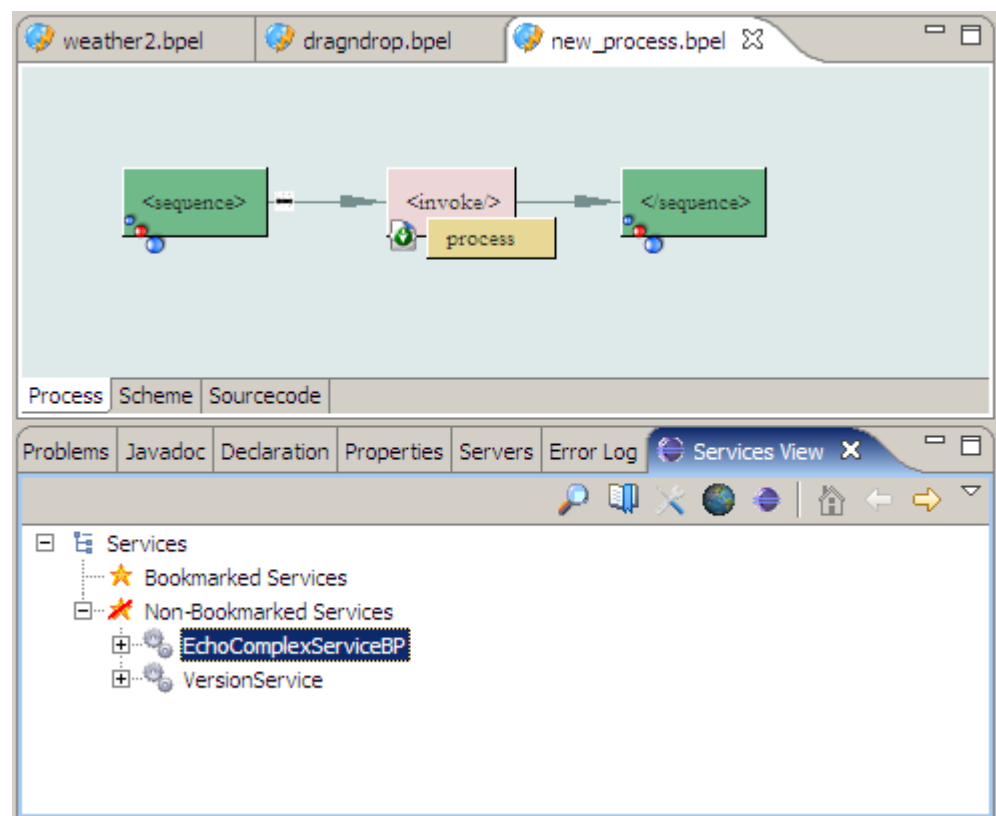 weather2.bpel dragndrop.bpel new_process.bpel
<sequence> <invoke/> </sequence>
process
Process Scheme Sourcecode
Problems Javadoc Declaration Properties Servers Error Log Services View
Services
Bookmarked Services
Non-Bookmarked Services
EchoComplexServiceBP
VersionService